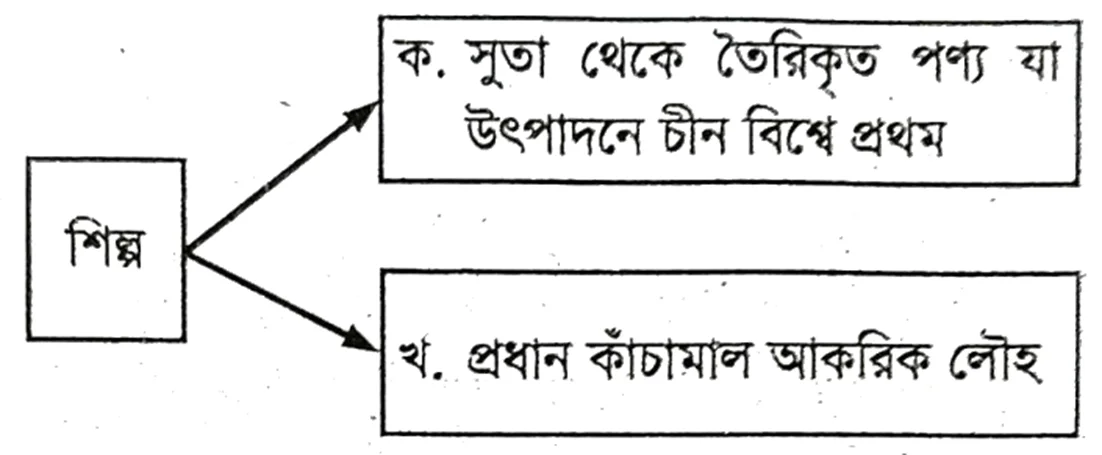 ক. সুতা থেকে তৈরিকৃত পণ্য যা
উৎপাদনে চীন বিশ্বে প্রথম
শিল্প
খ. প্রধান কাঁচামাল আকরিক লৌহ